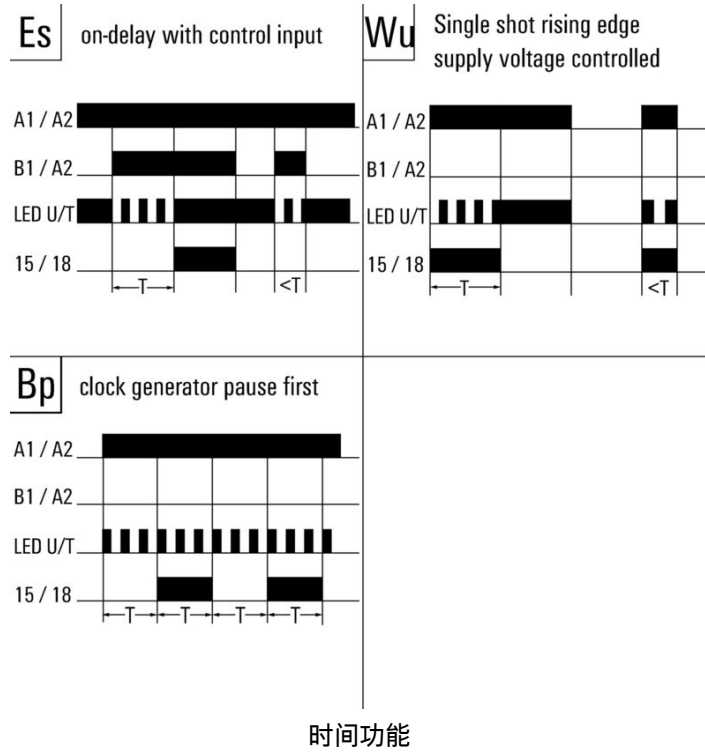 Es on-delay with control input
A1 / A2
B1 / A2
LED U/T
15 / 18
T
<T
Wu Single shot rising edge
supply voltage controlled
A1 / A2
B1 / A2
LED U/T
15 / 18
T
<T
Bp clock generator pause first
A1 / A2
B1 / A2
LED U/T
15 / 18
T T T T
时间功能